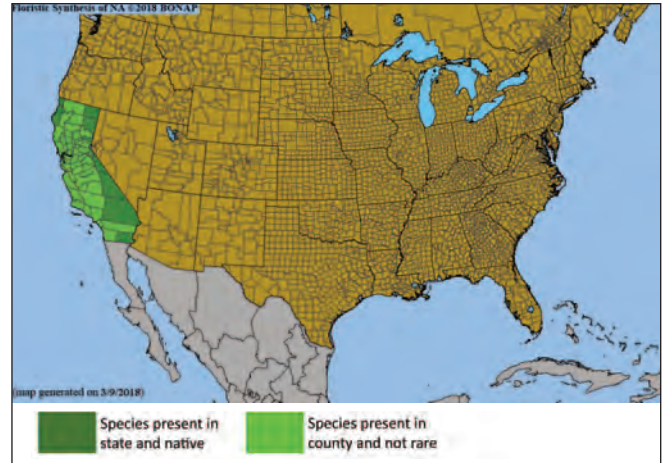 Floristic Synthesis of NA ©2018 BONAP
(map generated on 3/9/2018)
Species present in
state and native
Species present in
county and not rare